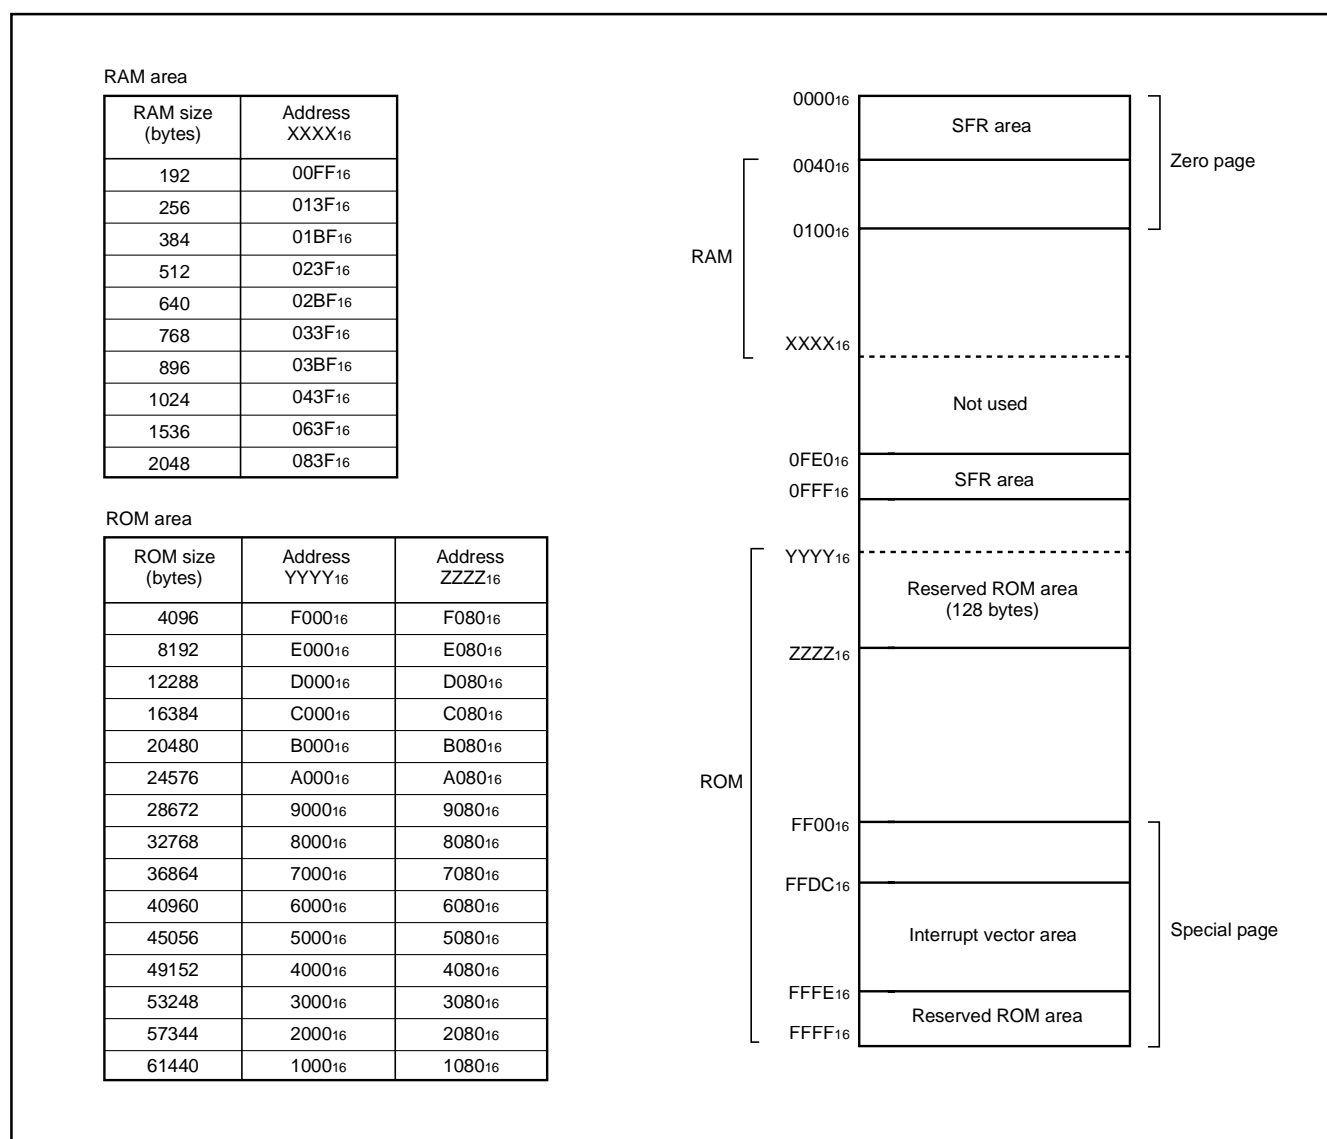 RAM area
RAM size
(bytes)
Address
XXXX16
192 00FF16
256 013F16
384 01BF16
512 023F16
640 02BF16
768 033F16
896 03BF16
1024 043F16
1536 063F16
2048 083F16
ROM area
ROM size
(bytes)
Address
YYYY16
Address
ZZZZ16
4096 F00016 F08016
8192 E00016 E08016
12288 D00016 D08016
16384 C00016 C08016
20480 B00016 B08016
24576 A00016 A08016
28672 900016 908016
32768 800016 808016
36864 700016 708016
40960 600016 608016
45056 500016 508016
49152 400016 408016
53248 300016 308016
57344 200016 208016
61440 100016 108016
000016
SFR area
Zero page
004016
010016
RAM
XXXX16
Not used
0FE016
SFR area
0FFF16
YYYY16
Reserved ROM area
(128 bytes)
ZZZZ16
ROM
FF0016
FFDC16
Interrupt vector area
Special page
FFFE16
Reserved ROM area
FFFF16